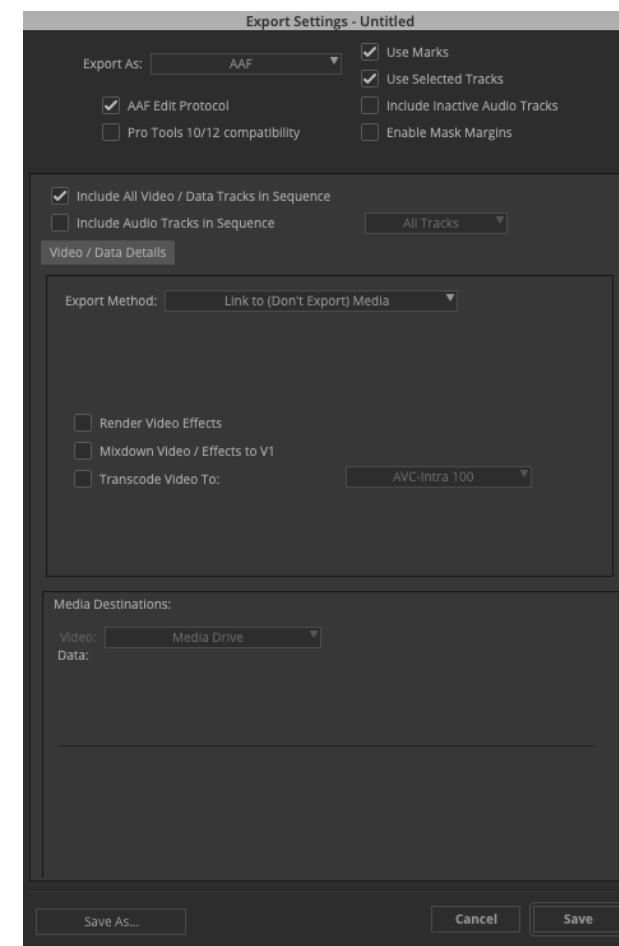 Export Settings - Untitled
Export As: AAF
Use Marks
Use Selected Tracks
AAF Edit Protocol
Include Inactive Audio Tracks
Pro Tools 10/12 compatibility
Enable Mask Margins
Include All Video / Data Tracks in Sequence
Include Audio Tracks in Sequence
All Tracks
Video / Data Details
Export Method: Link to (Don't Export) Media
Render Video Effects
Mixdown Video / Effects to V1
Transcode Video To: AVC-Intra 100
Media Destinations:
Video: Media Drive
Data:
Save As...
Cancel
Save